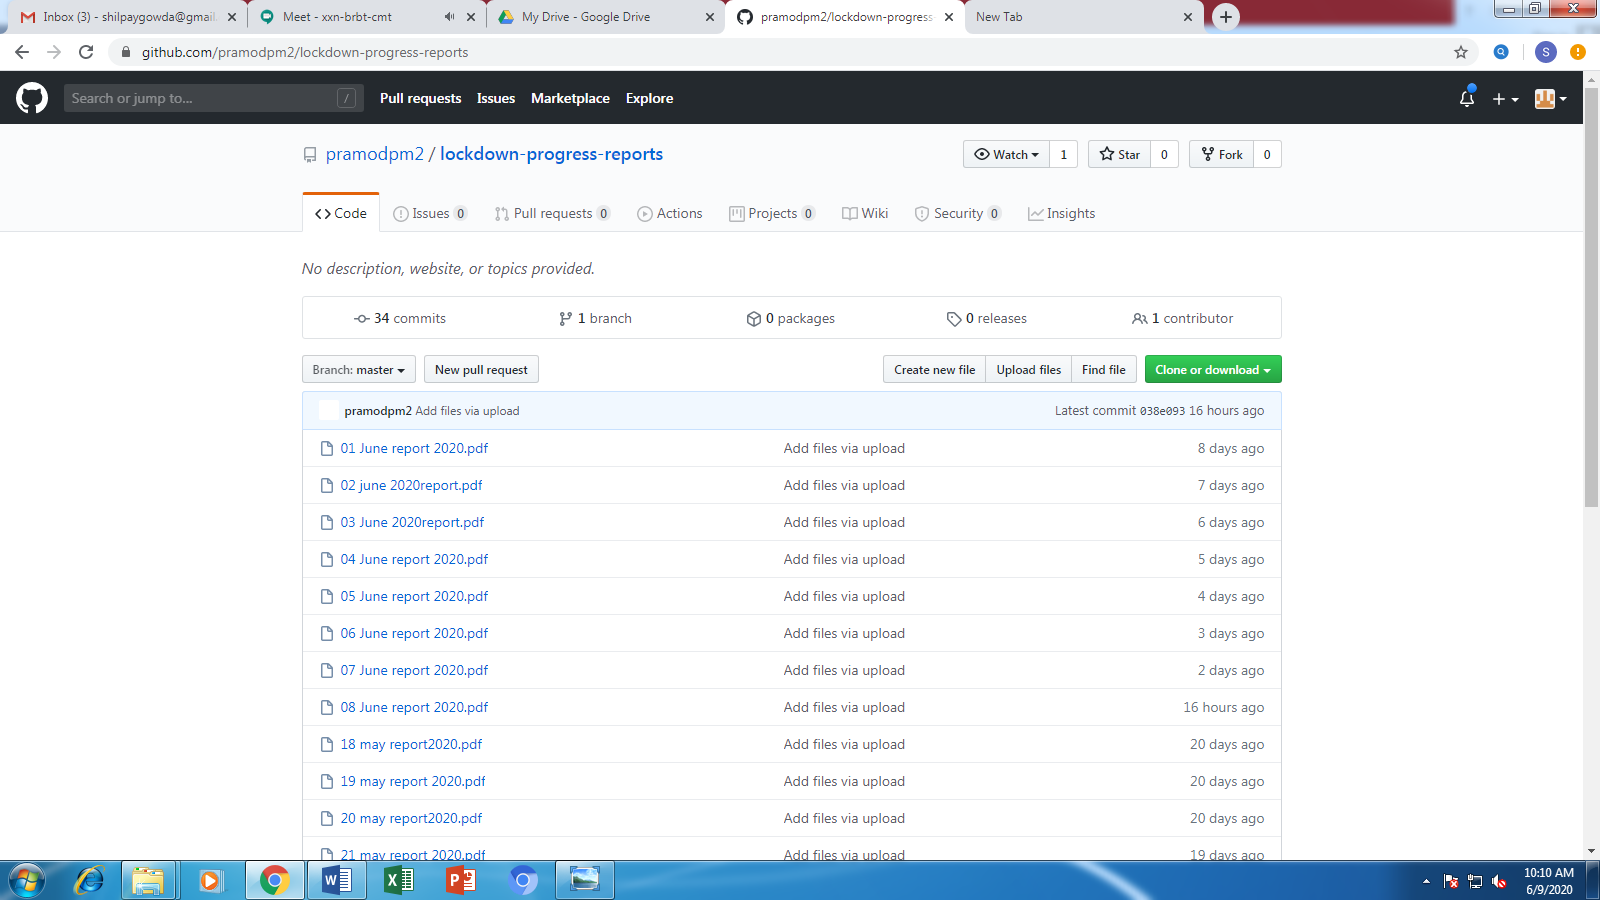 Inbox (3) - shilpaygowda@gmail.
Meet - xxn-brbt-cmt
My Drive - Google Drive
pramodpm2/lockdown-progress-
New Tab
github.com/pramodpm2/lockdown-progress-reports
S
Search or jump to...
/
Pull requests
Issues
Marketplace
Explore
pramodpm2 / lockdown-progress-reports
Watch 1
Star 0
Fork 0
Code
Issues 0
Pull requests 0
Actions
Projects 0
Wiki
Security 0
Insights
No description, website, or topics provided.
34 commits
1 branch
0 packages
0 releases
1 contributor
Branch: master
New pull request
Create new file
Upload files
Find file
Clone or download
pramodpm2 Add files via upload
Latest commit 038e093 16 hours ago
01 June report 2020.pdf Add files via upload 8 days ago
02 june 2020report.pdf Add files via upload 7 days ago
03 June 2020report.pdf Add files via upload 6 days ago
04 June report 2020.pdf Add files via upload 5 days ago
05 June report 2020.pdf Add files via upload 4 days ago
06 June report 2020.pdf Add files via upload 3 days ago
07 June report 2020.pdf Add files via upload 2 days ago
08 June report 2020.pdf Add files via upload 16 hours ago
18 may report2020.pdf Add files via upload 20 days ago
19 may report 2020.pdf Add files via upload 20 days ago
20 may report2020.pdf Add files via upload 20 days ago
21 may report 2020.pdf Add files via upload 19 days ago
10:10 AM
6/9/2020